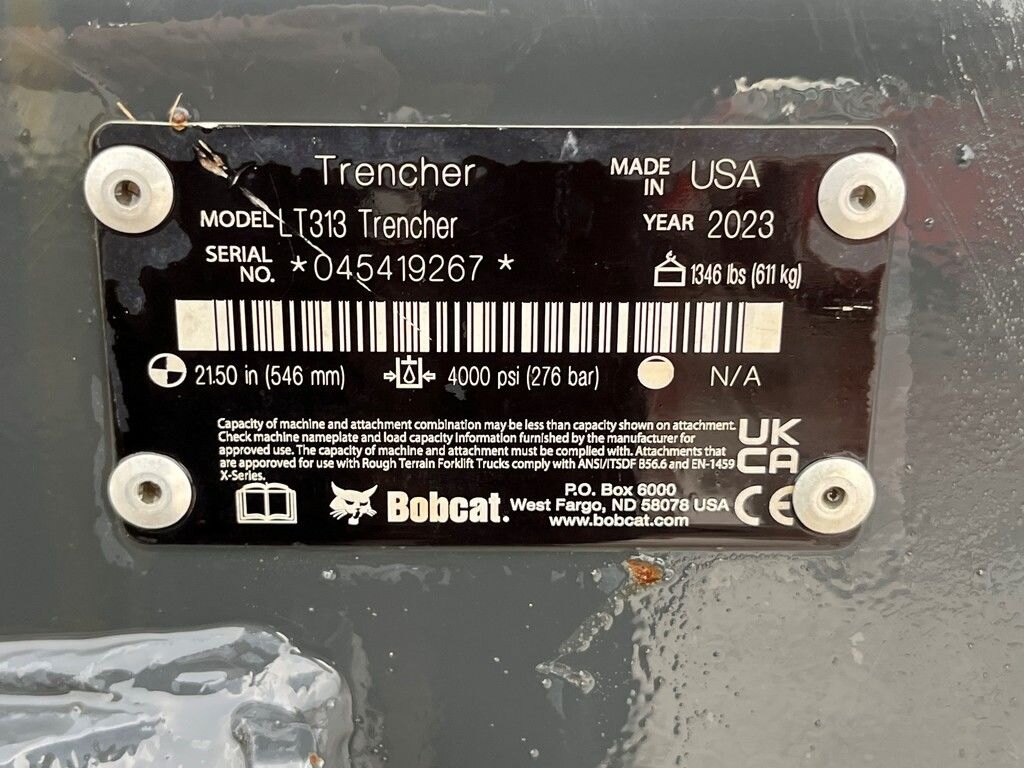 Trencher
MADE IN USA
MODEL LT313 Trencher
YEAR 2023
SERIAL NO. *045419267*
1346 lbs (611 kg)
21.50 in (546 mm)
4000 psi (276 bar)
N/A
Capacity of machine and attachment combination may be less than capacity shown on attachment.
Check machine nameplate and load capacity information furnished by the manufacturer for
approved use. The capacity of machine and attachment must be complied with. Attachments that
are approved for use with Rough Terrain Forklift Trucks comply with ANSI/ITSDF B56.6 and EN-1459
X-Series.
UK
CA
Bobcat.
P.O. Box 6000
West Fargo, ND 58078 USA
www.bobcat.com
CE